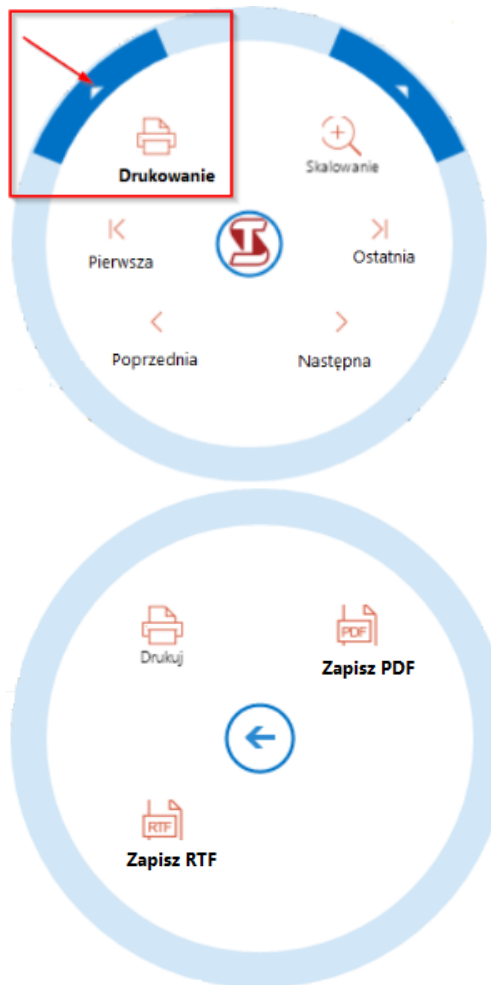 Drukowanie
Skalowanie
Pierwsza
Ostatnia
Poprzednia
Następna
Drukuj
PDF
Zapisz PDF
RTF
Zapisz RTF